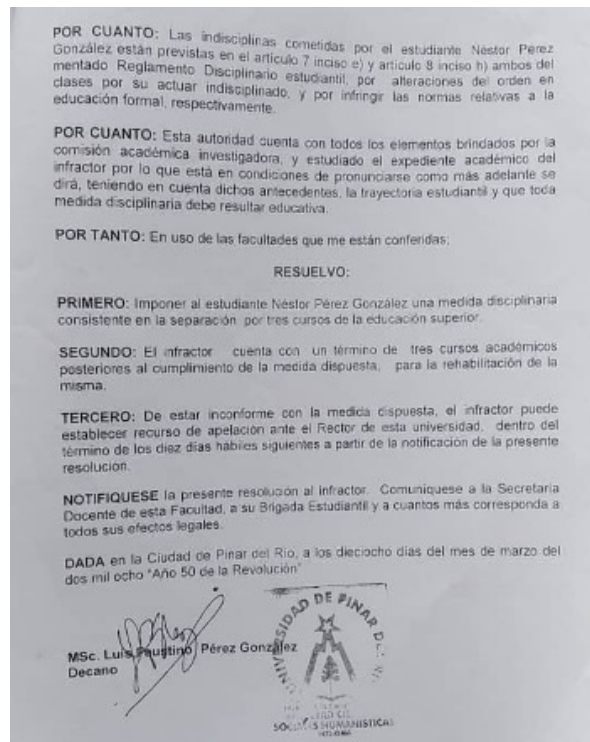 POR CUANTO: Las indisciplinas cometidas por el estudiante Néstor Pérez
González están previstas en el artículo 7 inciso e) y artículo 8 inciso h) ambos del
mentado Reglamento Disciplinario estudiantil, por alteraciones del orden en
clases por su actuar indisciplinado, y por infringir las normas relativas a la
educación formal, respectivamente.
POR CUANTO: Esta autoridad cuenta con todos los elementos brindados por la
comisión académica investigadora, y estudiado el expediente académico del
infractor por lo que está en condiciones de pronunciarse como más adelante se
dirá, teniendo en cuenta dichos antecedentes, la trayectoria estudiantil y que toda
medida disciplinaria debe resultar educativa.
POR TANTO: En uso de las facultades que me están conferidas;
RESUELVO:
PRIMERO: Imponer al estudiante Néstor Pérez González una medida disciplinaria
consistente en la separación por tres cursos de la educación superior.
SEGUNDO: El infractor cuenta con un término de tres cursos académicos
posteriores al cumplimiento de la medida dispuesta, para la rehabilitación de la
misma.
TERCERO: De estar inconforme con la medida dispuesta, el infractor puede
establecer recurso de apelación ante el Rector de esta universidad, dentro del
término de los diez días hábiles siguientes a partir de la notificación de la presente
resolución.
NOTIFIQUESE la presente resolución al Infractor. Comuníquese a la Secretaría
Docente de esta Facultad, a su Brigada Estudiantil y a cuantos más corresponda a
todos sus efectos legales.
DADA en la Ciudad de Pinar del Río, a los dieciocho días del mes de marzo del
dos mil ocho "Año 50 de la Revolución"
MSc. Luis Faustino Pérez González
Decano
UNIVERSIDAD DE PINAR DEL
HUMANISTICAS